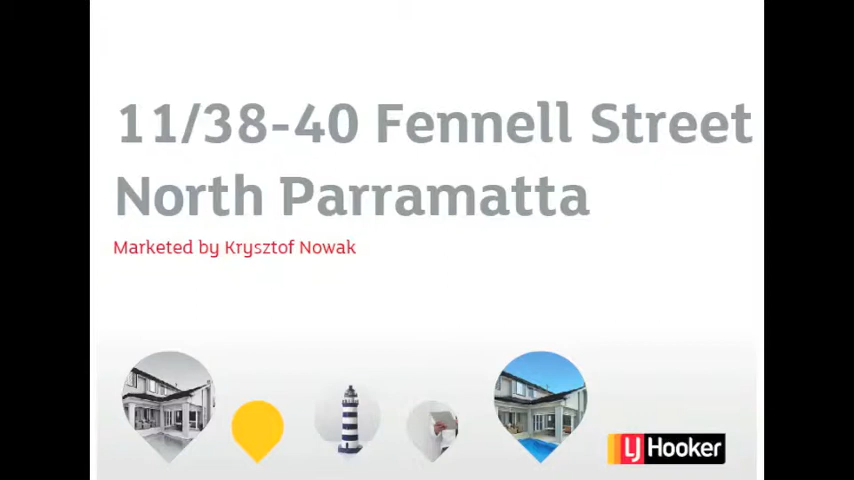 11/38-40 Fennell Street
North Parramatta
Marketed by Krysztof Nowak
LJ Hooker